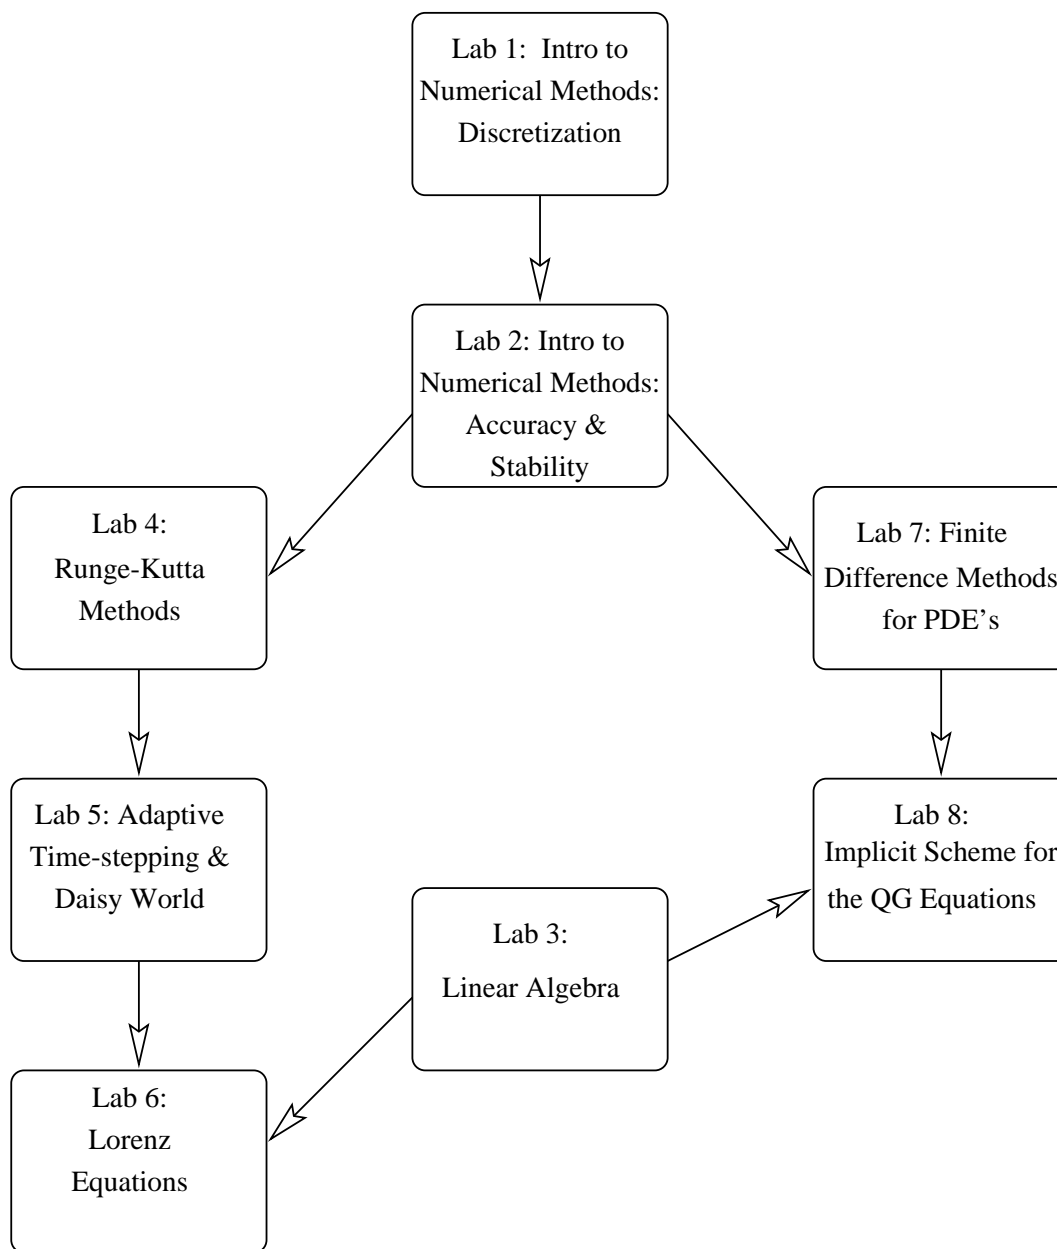 Lab 1: Intro to
Numerical Methods:
Discretization
Lab 2: Intro to
Numerical Methods:
Accuracy &
Stability
Lab 4:
Runge-Kutta
Methods
Lab 7: Finite
Difference Methods
for PDE's
Lab 5: Adaptive
Time-stepping &
Daisy World
Lab 8:
Implicit Scheme for
the QG Equations
Lab 3:
Linear Algebra
Lab 6:
Lorenz
Equations